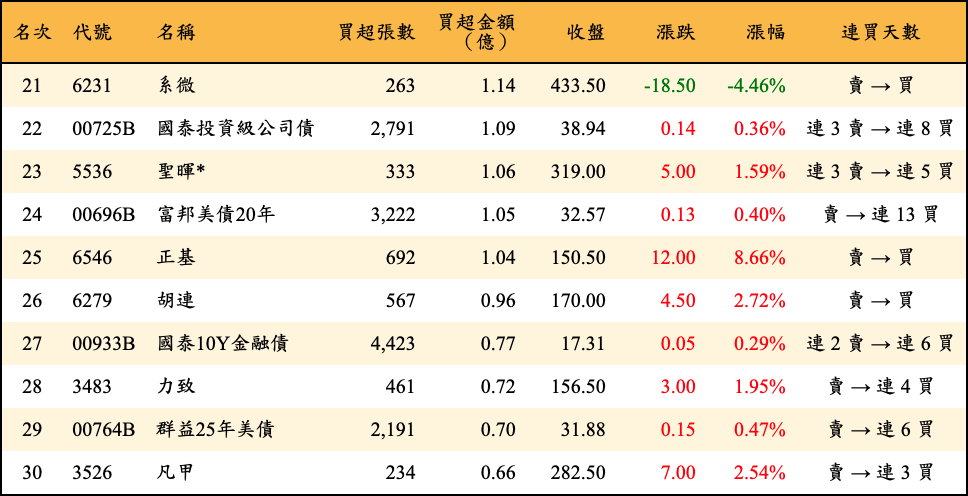 名次 代號 名稱 買超張數 買超金額（億） 收盤 漲跌 漲幅 連買天數
21 6231 系微 263 1.14 433.50 -18.50 -4.46% 賣 → 買
22 00725B 國泰投資級公司債 2,791 1.09 38.94 0.14 0.36% 連 3 賣 → 連 8 買
23 5536 聖暉* 333 1.06 319.00 5.00 1.59% 連 3 賣 → 連 5 買
24 00696B 富邦美債20年 3,222 1.05 32.57 0.13 0.40% 賣 → 連 13 買
25 6546 正基 692 1.04 150.50 12.00 8.66% 賣 → 買
26 6279 胡連 567 0.96 170.00 4.50 2.72% 賣 → 買
27 00933B 國泰10Y金融債 4,423 0.77 17.31 0.05 0.29% 連 2 賣 → 連 6 買
28 3483 力致 461 0.72 156.50 3.00 1.95% 賣 → 連 4 買
29 00764B 群益25年美債 2,191 0.70 31.88 0.15 0.47% 賣 → 連 6 買
30 3526 凡甲 234 0.66 282.50 7.00 2.54% 賣 → 連 3 買